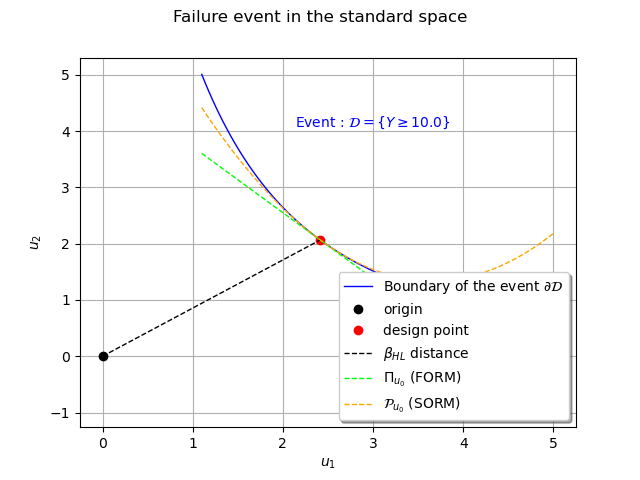 Failure event in the standard space
Event : 𝒟 = {Y ≥ 10.0}
u₂
5
4
3
2
1
0
−1
0
1
2
3
4
5
u₁
Boundary of the event ∂𝒟
origin
design point
β_HL distance
Π_u₀ (FORM)
𝒫_u₀ (SORM)